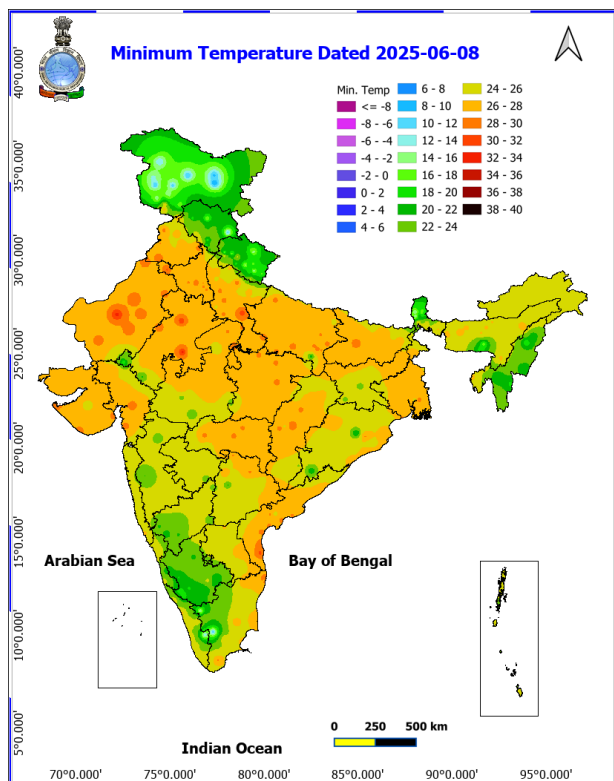 Minimum Temperature Dated 2025-06-08
Min. Temp
<= -8
-8 - -6
-6 - -4
-4 - -2
-2 - 0
0 - 2
2 - 4
4 - 6
6 - 8
8 - 10
10 - 12
12 - 14
14 - 16
16 - 18
18 - 20
20 - 22
22 - 24
24 - 26
26 - 28
28 - 30
30 - 32
32 - 34
34 - 36
36 - 38
38 - 40
40°0.000'
35°0.000'
30°0.000'
25°0.000'
20°0.000'
15°0.000'
10°0.000'
5°0.000'
Arabian Sea
Bay of Bengal
0 250 500 km
Indian Ocean
70°0.000' 75°0.000' 80°0.000' 85°0.000' 90°0.000' 95°0.000'